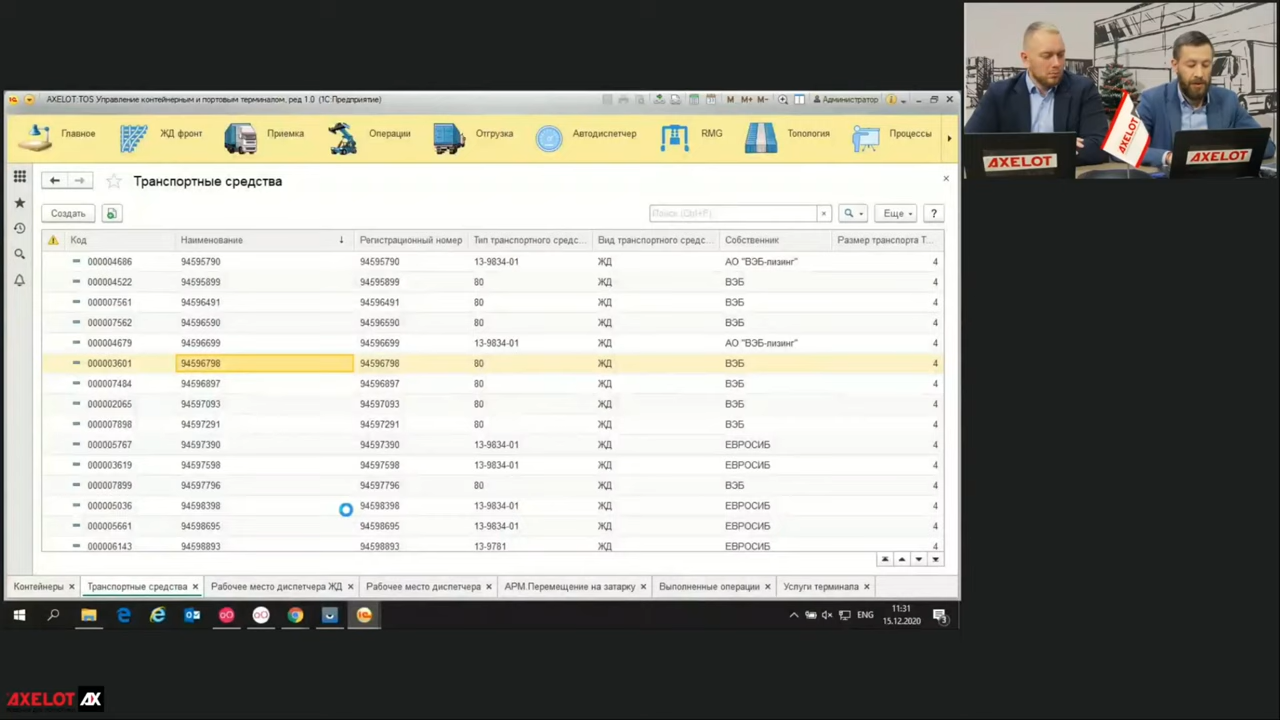 AXELOT:TOS Управление контейнерным и портовым терминалом, ред 1.0 (1С:Предприятие)
M M+ M-
Администратор
Главное ЖД фронт Приемка Операции Отгрузка Автодиспетчер RMG Топология Процессы
Транспортные средства
Создать Поиск (Ctrl+F) Еще ?
Код Наименование Регистрационный номер Тип транспортного средс... Вид транспортного средс... Собственник Размер транспорта Т...
000004686 94595790 94595790 13-9834-01 ЖД АО "ВЭБ-лизинг" 4
000004522 94595899 94595899 80 ЖД ВЭБ 4
000007561 94596491 94596491 80 ЖД ВЭБ 4
000007562 94596590 94596590 80 ЖД ВЭБ 4
000004679 94596699 94596699 13-9834-01 ЖД АО "ВЭБ-лизинг" 4
000003601 94596798 94596798 80 ЖД ВЭБ 4
000007484 94596897 94596897 80 ЖД ВЭБ 4
000002065 94597093 94597093 80 ЖД ВЭБ 4
000007898 94597291 94597291 80 ЖД ВЭБ 4
000005767 94597390 94597390 13-9834-01 ЖД ЕВРОСИБ 4
000003619 94597598 94597598 13-9834-01 ЖД ЕВРОСИБ 4
000007899 94597796 94597796 80 ЖД ВЭБ 4
000005036 94598398 94598398 13-9834-01 ЖД ЕВРОСИБ 4
000005661 94598695 94598695 13-9834-01 ЖД ЕВРОСИБ 4
000006143 94598893 94598893 13-9781 ЖД ЕВРОСИБ 4
Контейнеры Транспортные средства Рабочее место диспетчера ЖД Рабочее место диспетчера АРМ Перемещение на затарку Выполненные операции Услуги терминала
ENG
11:31
15.12.2020
3
AXELOT
AXELOT
AXELOT
AXELOT AX